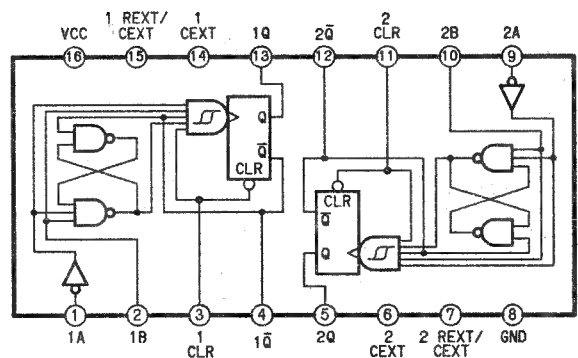 1 REXT/ 1 2
VCC CEXT CEXT 1Q 2Q̅ CLR 2B 2A
16 15 14 13 12 11 10 9
Q
Q̅
CLR
CLR
Q̅
2Q
1 2 3 4 5 6 7 8
1A 1B 1 1Q̅ 2Q 2 2 REXT/ GND
CLR CEXT CEXT